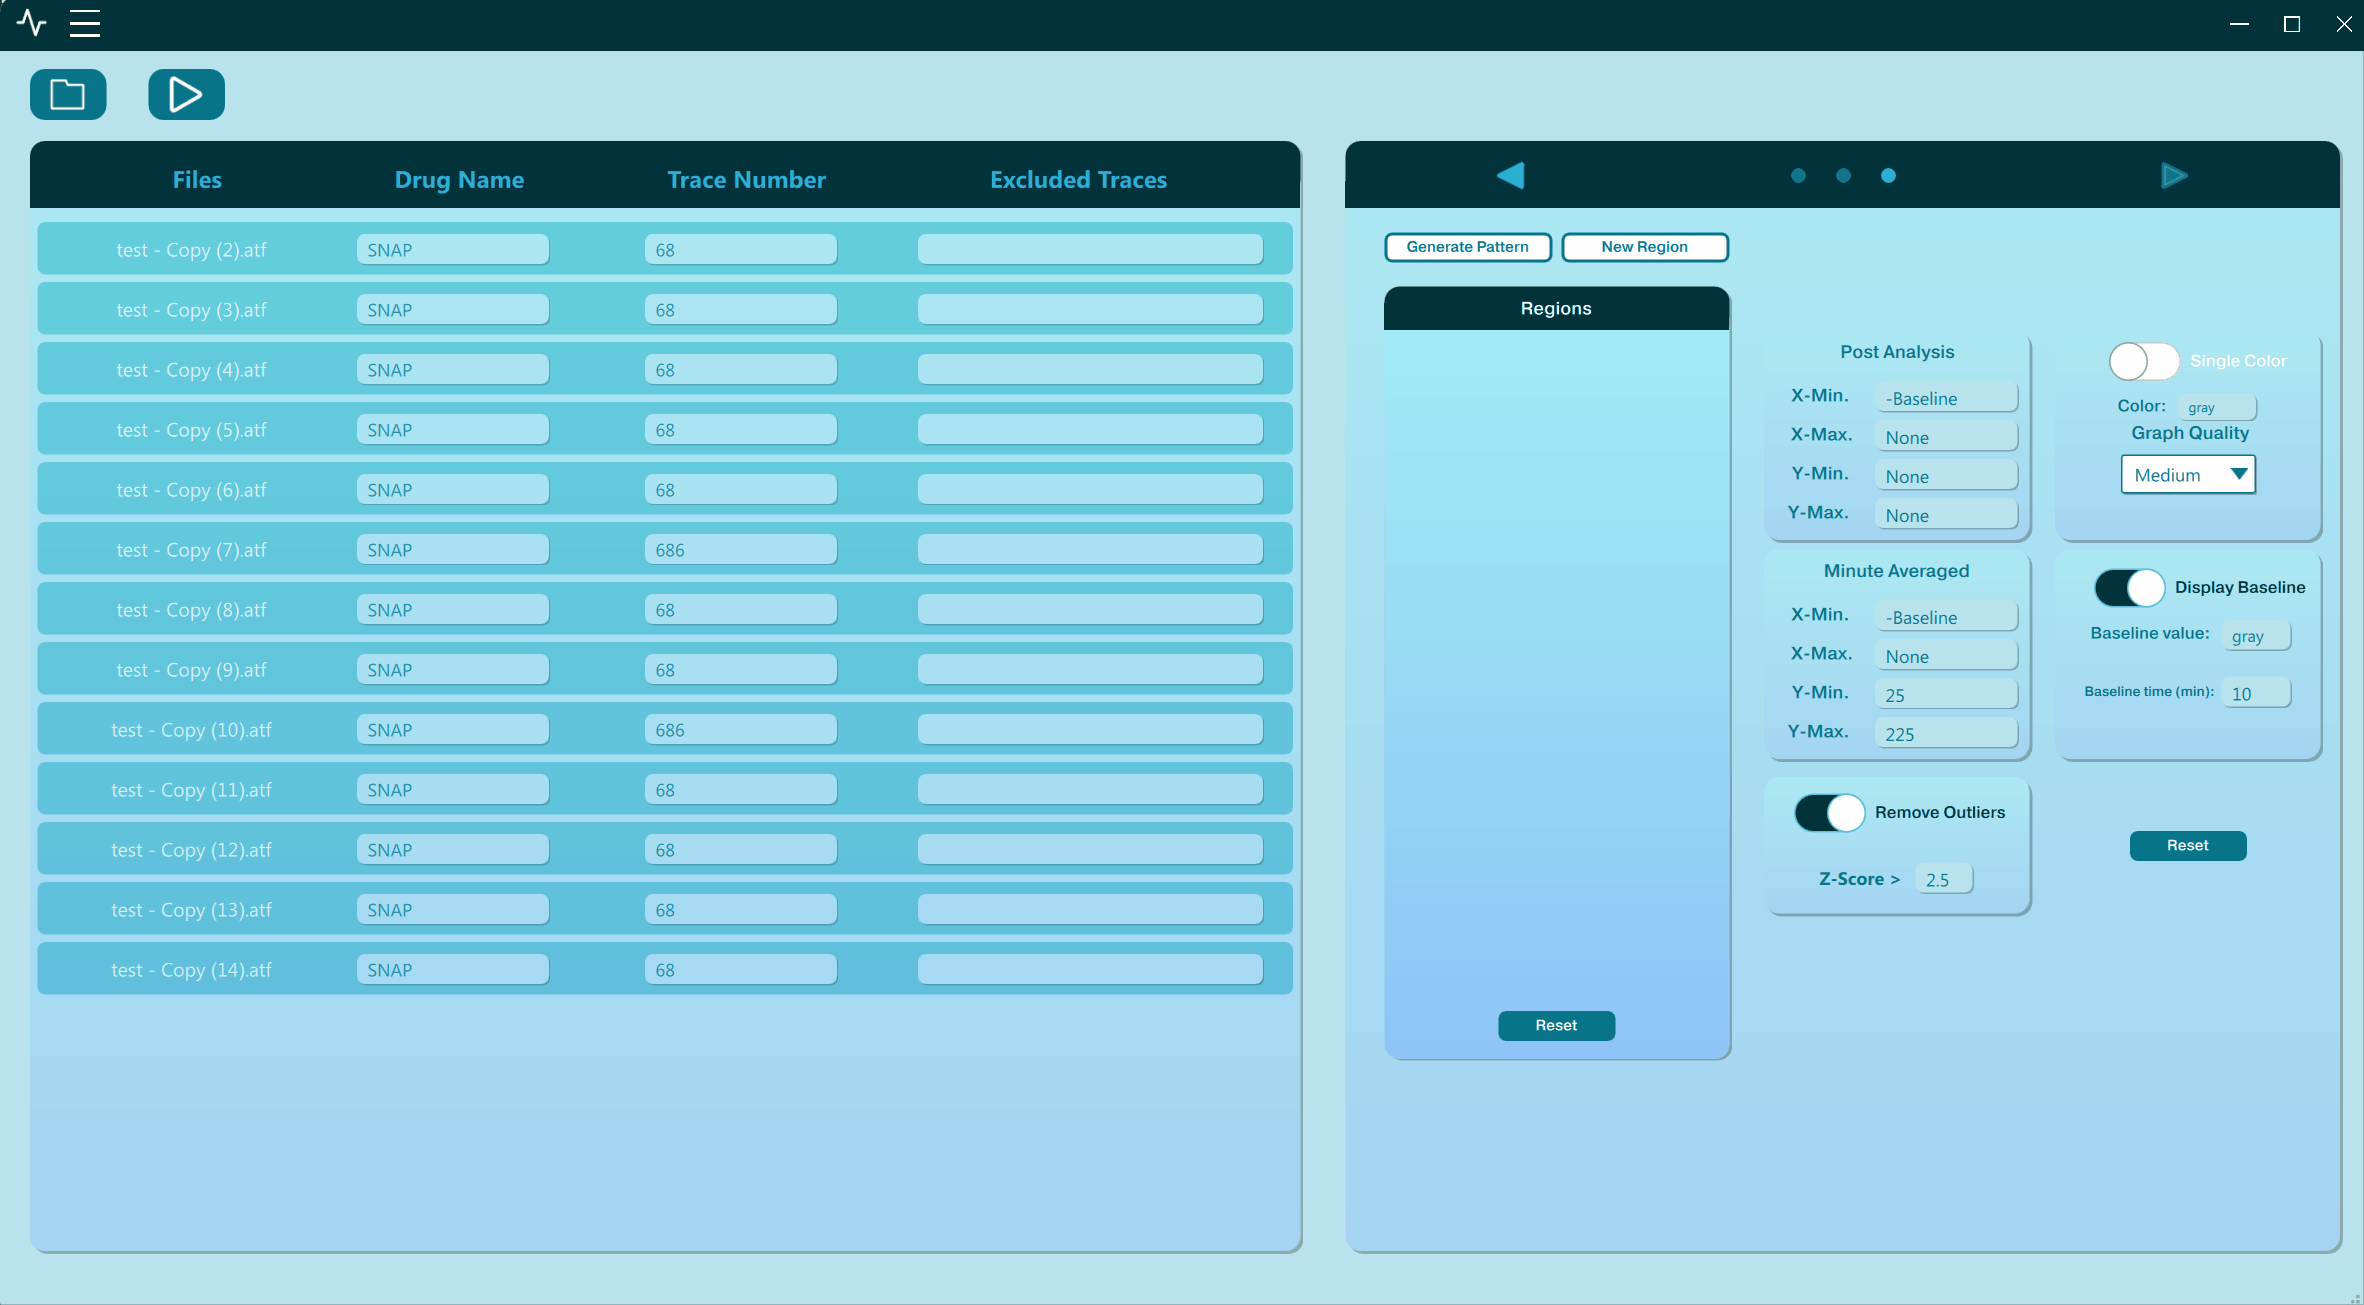 Files Drug Name Trace Number Excluded Traces
test - Copy (2).atf SNAP 68
test - Copy (3).atf SNAP 68
test - Copy (4).atf SNAP 68
test - Copy (5).atf SNAP 68
test - Copy (6).atf SNAP 68
test - Copy (7).atf SNAP 686
test - Copy (8).atf SNAP 68
test - Copy (9).atf SNAP 68
test - Copy (10).atf SNAP 686
test - Copy (11).atf SNAP 68
test - Copy (12).atf SNAP 68
test - Copy (13).atf SNAP 68
test - Copy (14).atf SNAP 68
Generate Pattern New Region
Regions
Reset
Post Analysis
X-Min. -Baseline
X-Max. None
Y-Min. None
Y-Max. None
Single Color
Color: gray
Graph Quality
Medium
Minute Averaged
X-Min. -Baseline
X-Max. None
Y-Min. 25
Y-Max. 225
Display Baseline
Baseline value: gray
Baseline time (min): 10
Remove Outliers
Z-Score > 2.5
Reset